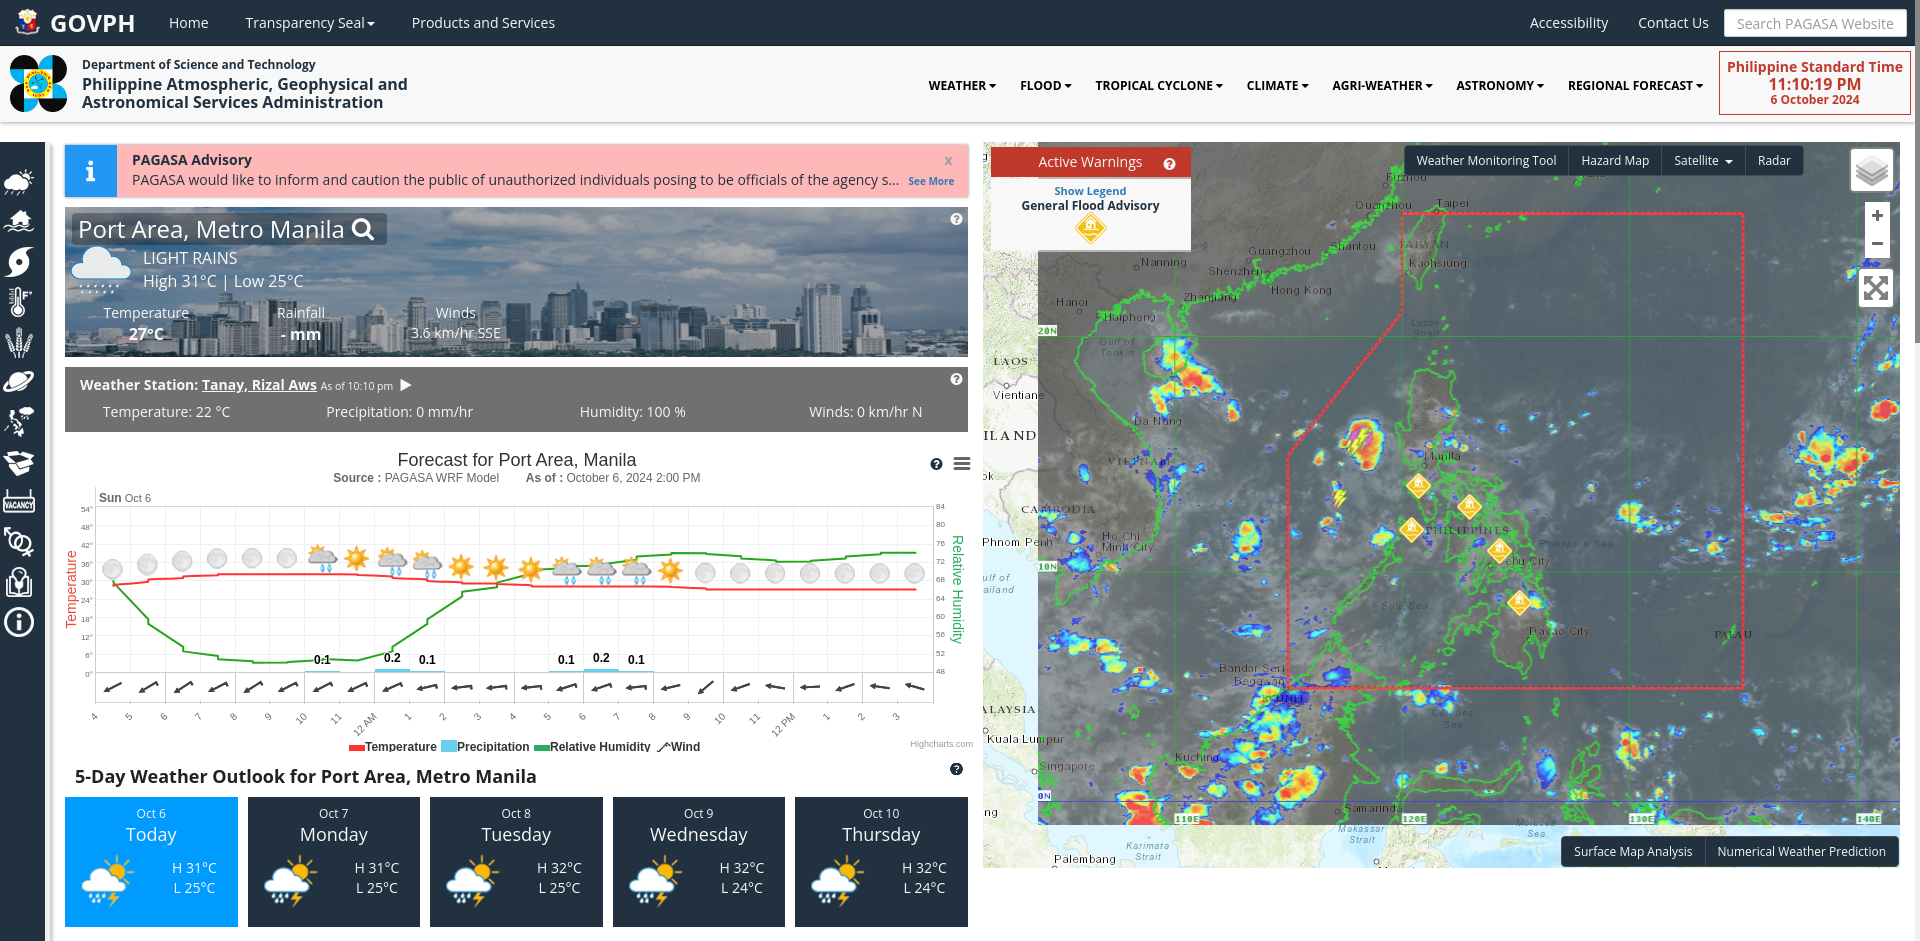 GOVPH
Home
Transparency Seal
Products and Services
Accessibility
Contact Us
Search PAGASA Website
Department of Science and Technology
Philippine Atmospheric, Geophysical and
Astronomical Services Administration
WEATHER
FLOOD
TROPICAL CYCLONE
CLIMATE
AGRI-WEATHER
ASTRONOMY
REGIONAL FORECAST
Philippine Standard Time
11:10:19 PM
6 October 2024
VACANCY
PAGASA Advisory
x
PAGASA would like to inform and caution the public of unauthorized individuals posing to be officials of the agency s... See More
Port Area, Metro Manila
LIGHT RAINS
High 31°C | Low 25°C
Temperature
27°C
Rainfall
- mm
Winds
3.6 km/hr SSE
Weather Station: Tanay, Rizal Aws As of 10:10 pm
Temperature: 22 °C
Precipitation: 0 mm/hr
Humidity: 100 %
Winds: 0 km/hr N
Forecast for Port Area, Manila
Source : PAGASA WRF Model As of : October 6, 2024 2:00 PM
Sun Oct 6
Temperature
54°
48°
42°
36°
30°
24°
18°
12°
6°
0°
84
80
76
72
68
64
60
56
52
48
Relative Humidity
0.1
0.2
0.1
0.1
0.2
0.1
4 5 6 7 8 9 10 11 12 AM 1 2 3 4 5 6 7 8 9 10 11 12 PM 1 2 3
Temperature Precipitation Relative Humidity Wind
Highcharts.com
5-Day Weather Outlook for Port Area, Metro Manila
Oct 6
Today
H 31°C
L 25°C
Oct 7
Monday
H 31°C
L 25°C
Oct 8
Tuesday
H 32°C
L 25°C
Oct 9
Wednesday
H 32°C
L 24°C
Oct 10
Thursday
H 32°C
L 24°C
Active Warnings
Show Legend
General Flood Advisory
Weather Monitoring Tool
Hazard Map
Satellite
Radar
+
−
Fuzhou
Quanzhou
Taipei
TAIWAN
Kaohsiung
Guangzhou
Shantou
Nanning
Shenzhen
Hong Kong
Hanoi
Zhanjiang
Haiphong
20N
Luzon
Strait
Gulf of
Tonkin
LAOS
Vientiane
Da Nang
ILAND
VIETNAM
Manila
ok
CAMBODIA
PHILIPPINES
Phnom Penh
Ho Chi
Minh City
Philippine Sea
10N
ebu City
ulf of
ailand
Sulu Sea
Davao City
PALAU
Bandar Seri
Begawan
BRUNEI
ALAYSIA
Celebes
Sea
Kuala Lumpur
Kuching
Singapore
0N
ng
Samarinda
110E
120E
130E
140E
Makassar
Strait
Molucca
Sea
Karimata
Strait
Palembang
Surface Map Analysis
Numerical Weather Prediction